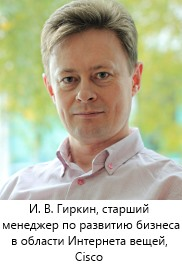 И. В. Гиркин, старший
менеджер по развитию бизнеса
в области Интернета вещей,
Cisco